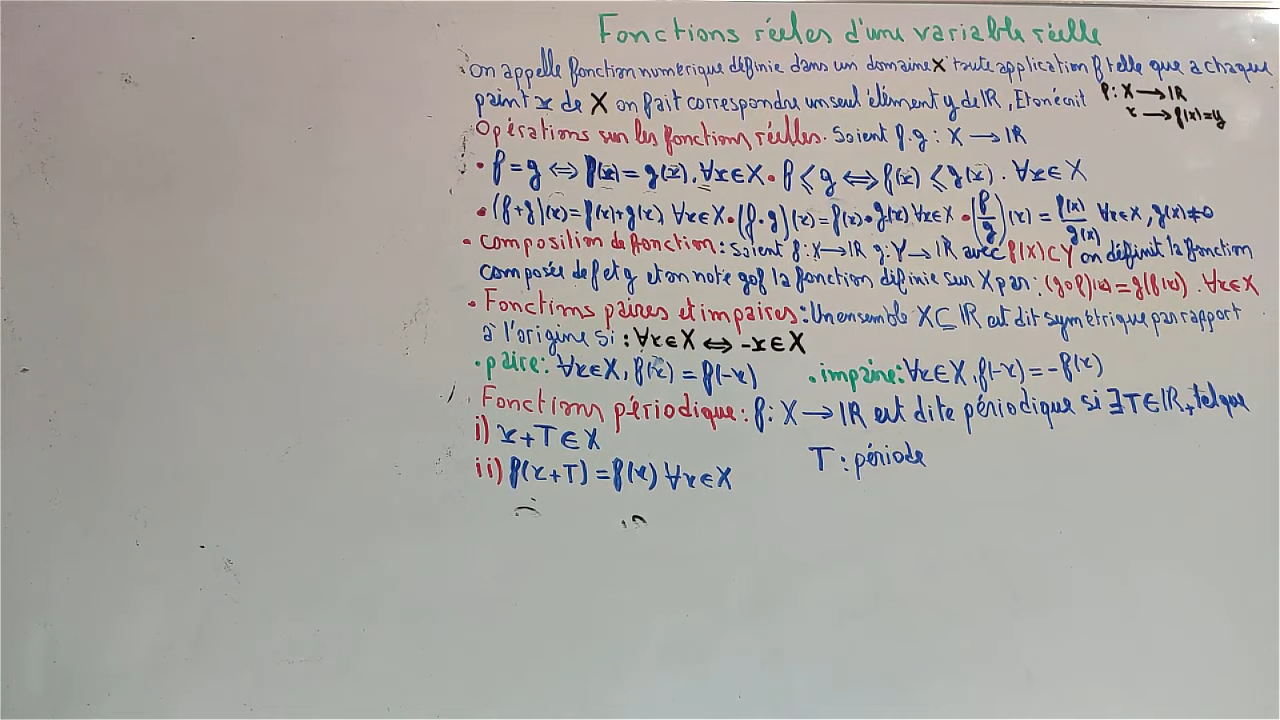 Fonctions réeles d'une variable réelle
on appelle fonction numérique définie dans un domaine X toute application f telle que a chaque
point x de X on fait correspondre un seul élément y de IR, Et on écrit f: X → IR
x → f(x)=y
Opérations sur les fonctions réelles. Soient f.g : X → IR
• f = g ⇔ f(x) = g(x). ∀x∈X • f ⩽ g ⇔ f(x) ⩽ g(x). ∀x∈X
• (f+g)(x)=f(x)+g(x), ∀x∈X • (f·g)(x)=f(x)•g(x) ∀x∈X • (f/g)(x) = f(x)/g(x) ∀x∈X, g(x)≠0
• composition de fonction : soient f: X→IR g: Y→IR avec f(X)⊂Y on définit la fonction
composée de f et g et on note gof la fonction définie sur X par : (gof)(x)=g(f(x)). ∀x∈X
• Fonctions paires et impaires : Un ensemble X⊆IR est dit symétrique par rapport
à l'origine si : ∀x∈X ⇔ -x∈X
• paire: ∀x∈X, f(x) = f(-x) • impaire: ∀x∈X, f(-x) = -f(x)
. Fonctions périodique : f: X → IR est dite périodique si ∃T∈IR+ tel que
i) x+T∈X
T : période
ii) f(x+T) = f(x) ∀x∈X